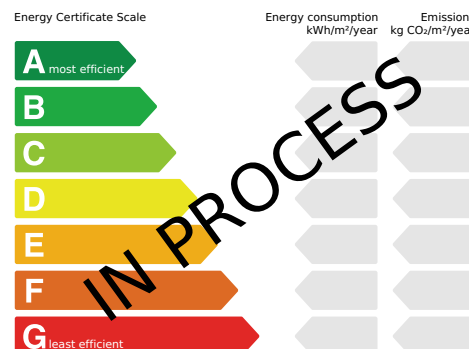 Energy Certificate Scale
Energy consumption
kWh/m²/year
Emission
kg CO₂/m²/year
A most efficient
B
C
D
E
F
G least efficient
IN PROCESS